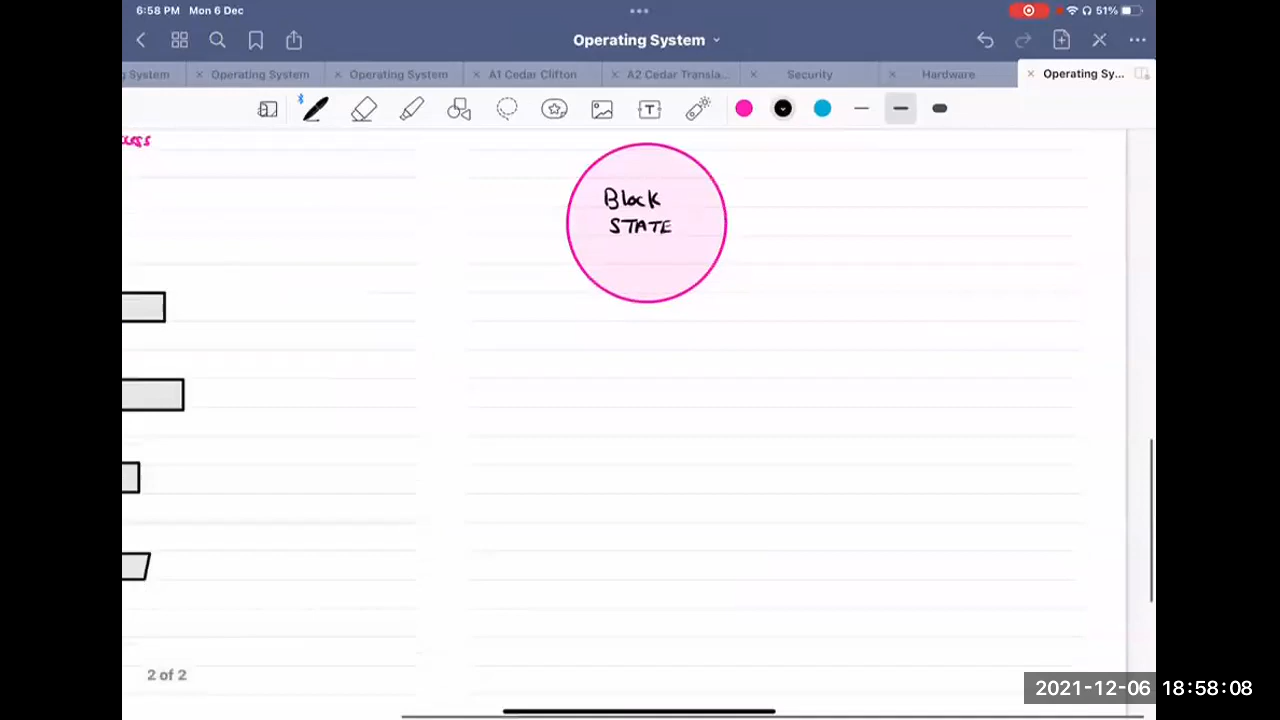 6:58 PM Mon 6 Dec
51%
Operating System
g System
Operating System
Operating System
A1 Cedar Clifton
A2 Cedar Transla...
Security
Hardware
Operating Sy...
Block
STATE
2 of 2
2021-12-06 18:58:08